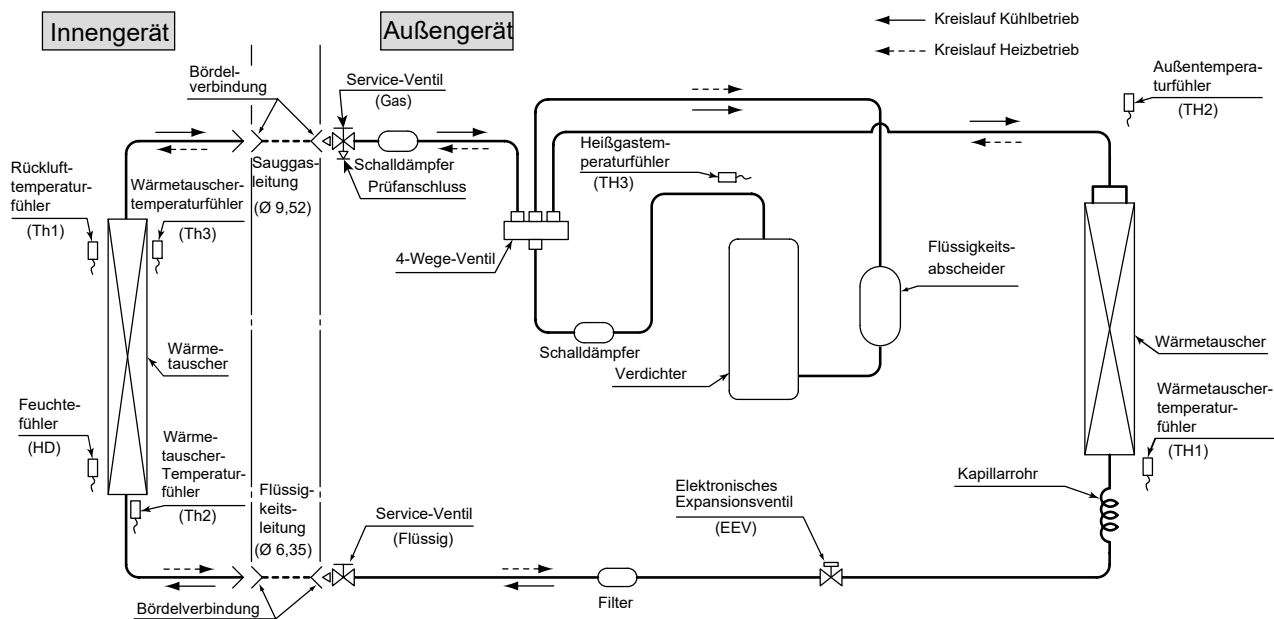 Innengerät
Außengerät
Kreislauf Kühlbetrieb
Kreislauf Heizbetrieb
Bördel-
verbindung
Service-Ventil
(Gas)
Außentempera-
turfühler
(TH2)
Rückluft-
temperatur-
fühler
(Th1)
Wärmetauscher-
temperaturfühler
(Th3)
Sauggas-
leitung
(Ø 9,52)
Schalldämpfer
Prüfanschluss
Heißgastem-
peraturfühler
(TH3)
4-Wege-Ventil
Flüssigkeits-
abscheider
Schalldämpfer
Verdichter
Wärme-
tauscher
Wärmetauscher
Feuchte-
fühler
(HD)
Wärme-
tauscher-
Temperatur-
fühler
(Th2)
Flüssig-
keits-
leitung
(Ø 6,35)
Service-Ventil
(Flüssig)
Elektronisches
Expansionsventil
(EEV)
Kapillarrohr
Wärmetauscher-
temperatur-
fühler
(TH1)
Bördelverbindung
Filter